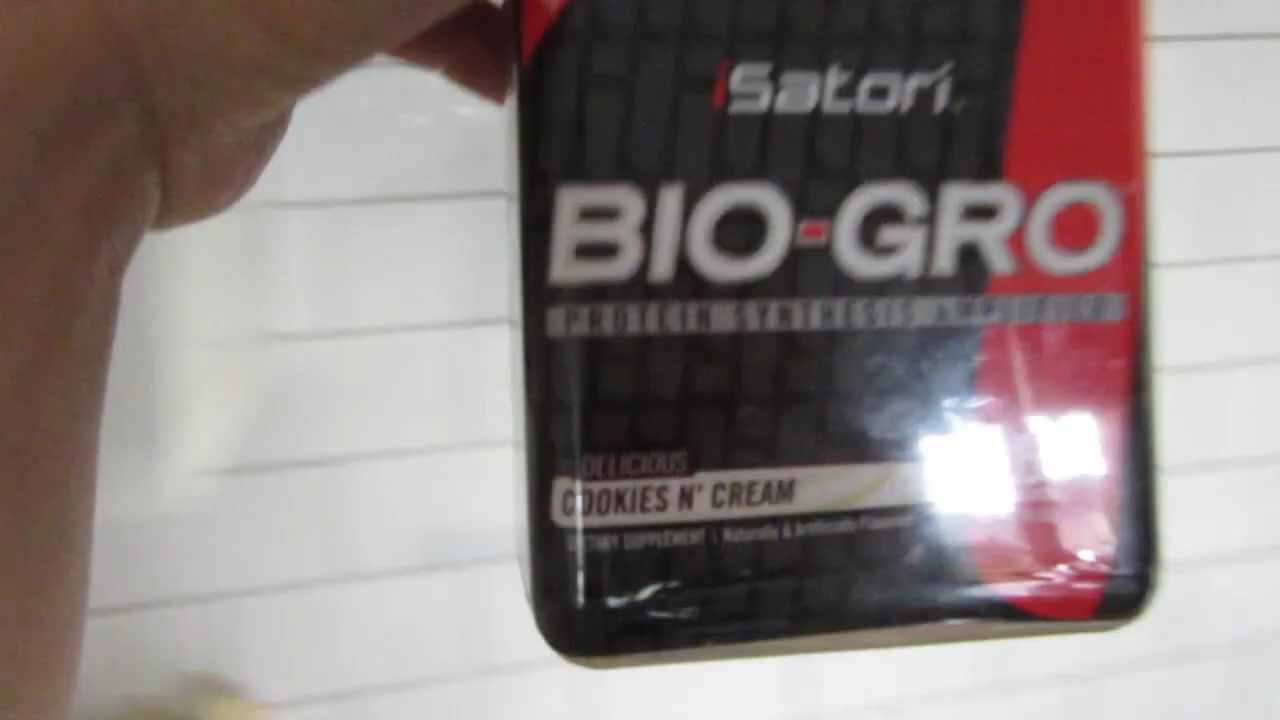 iSatori
BIO-GRO
PROTEIN SYNTHESIS AMPLIFIER
DELICIOUS
COOKIES N' CREAM
DIETARY SUPPLEMENT | Naturally & Artificially Flavored